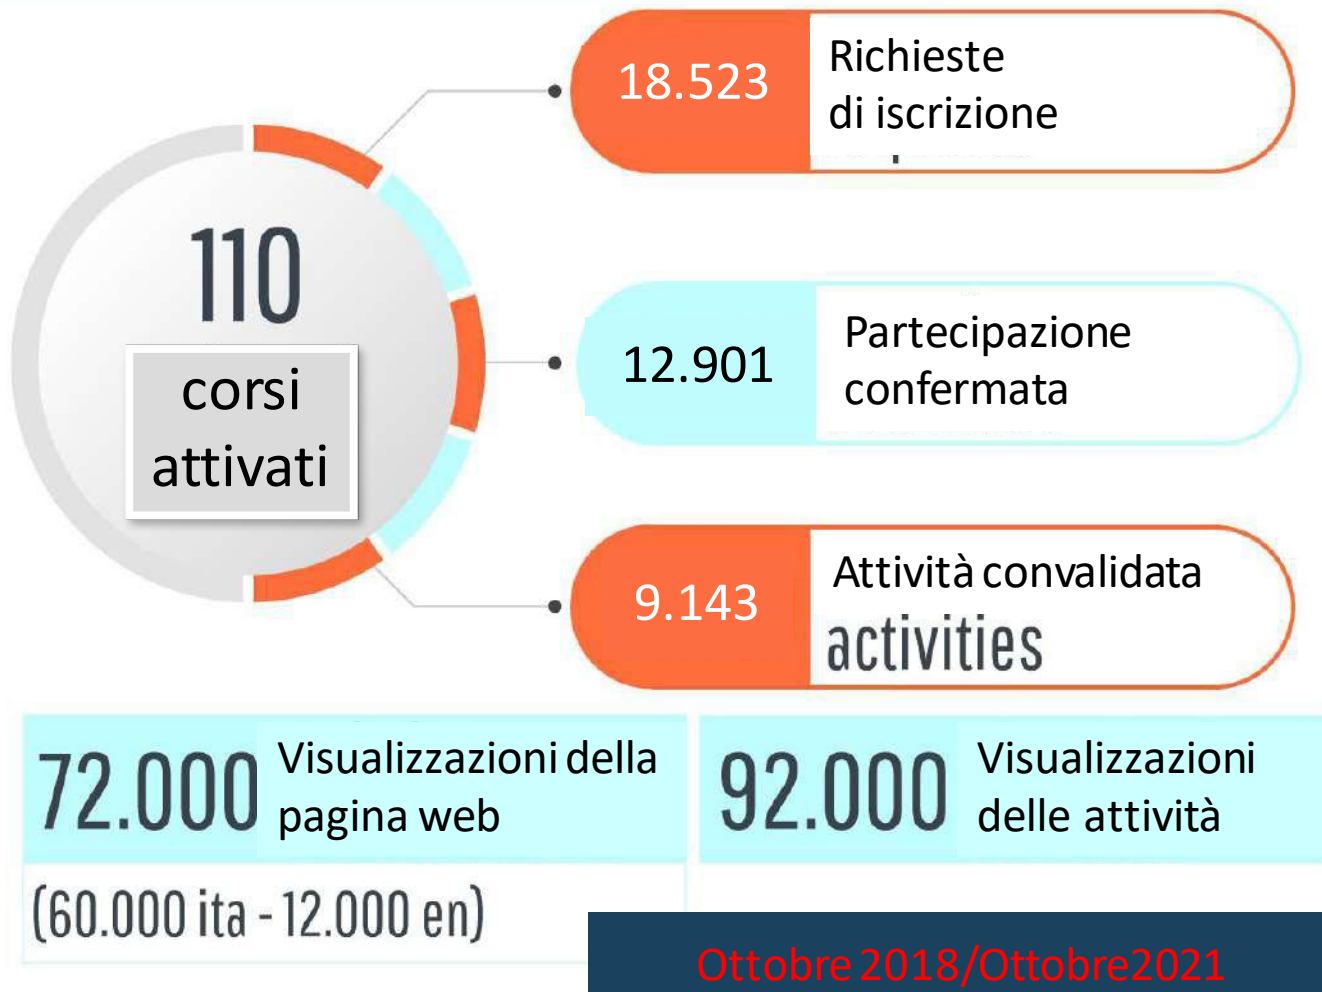 18.523
Richieste
di iscrizione
110
corsi
attivati
12.901
Partecipazione
confermata
9.143
Attività convalidata
activities
72.000
Visualizzazioni della
pagina web
(60.000 ita - 12.000 en)
92.000
Visualizzazioni
delle attività
Ottobre 2018/Ottobre2021